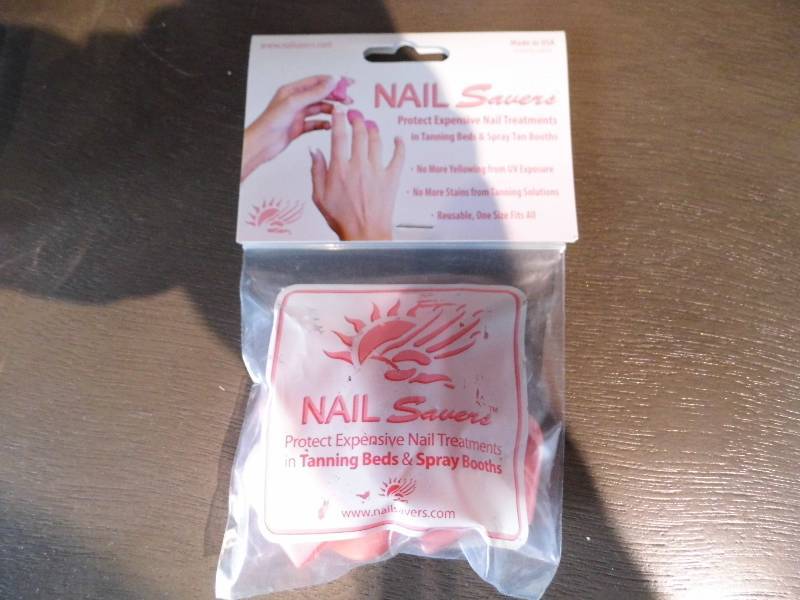 www.nailsavers.com
Made in USA
NAIL Savers
Protect Expensive Nail Treatments
in Tanning Beds & Spray Tan Booths
· No More Yellowing from UV Exposure
· No More Stains from Tanning Solutions
· Reusable, One Size Fits All
NAIL Savers™
Protect Expensive Nail Treatments
in Tanning Beds & Spray Booths
www.nailsavers.com